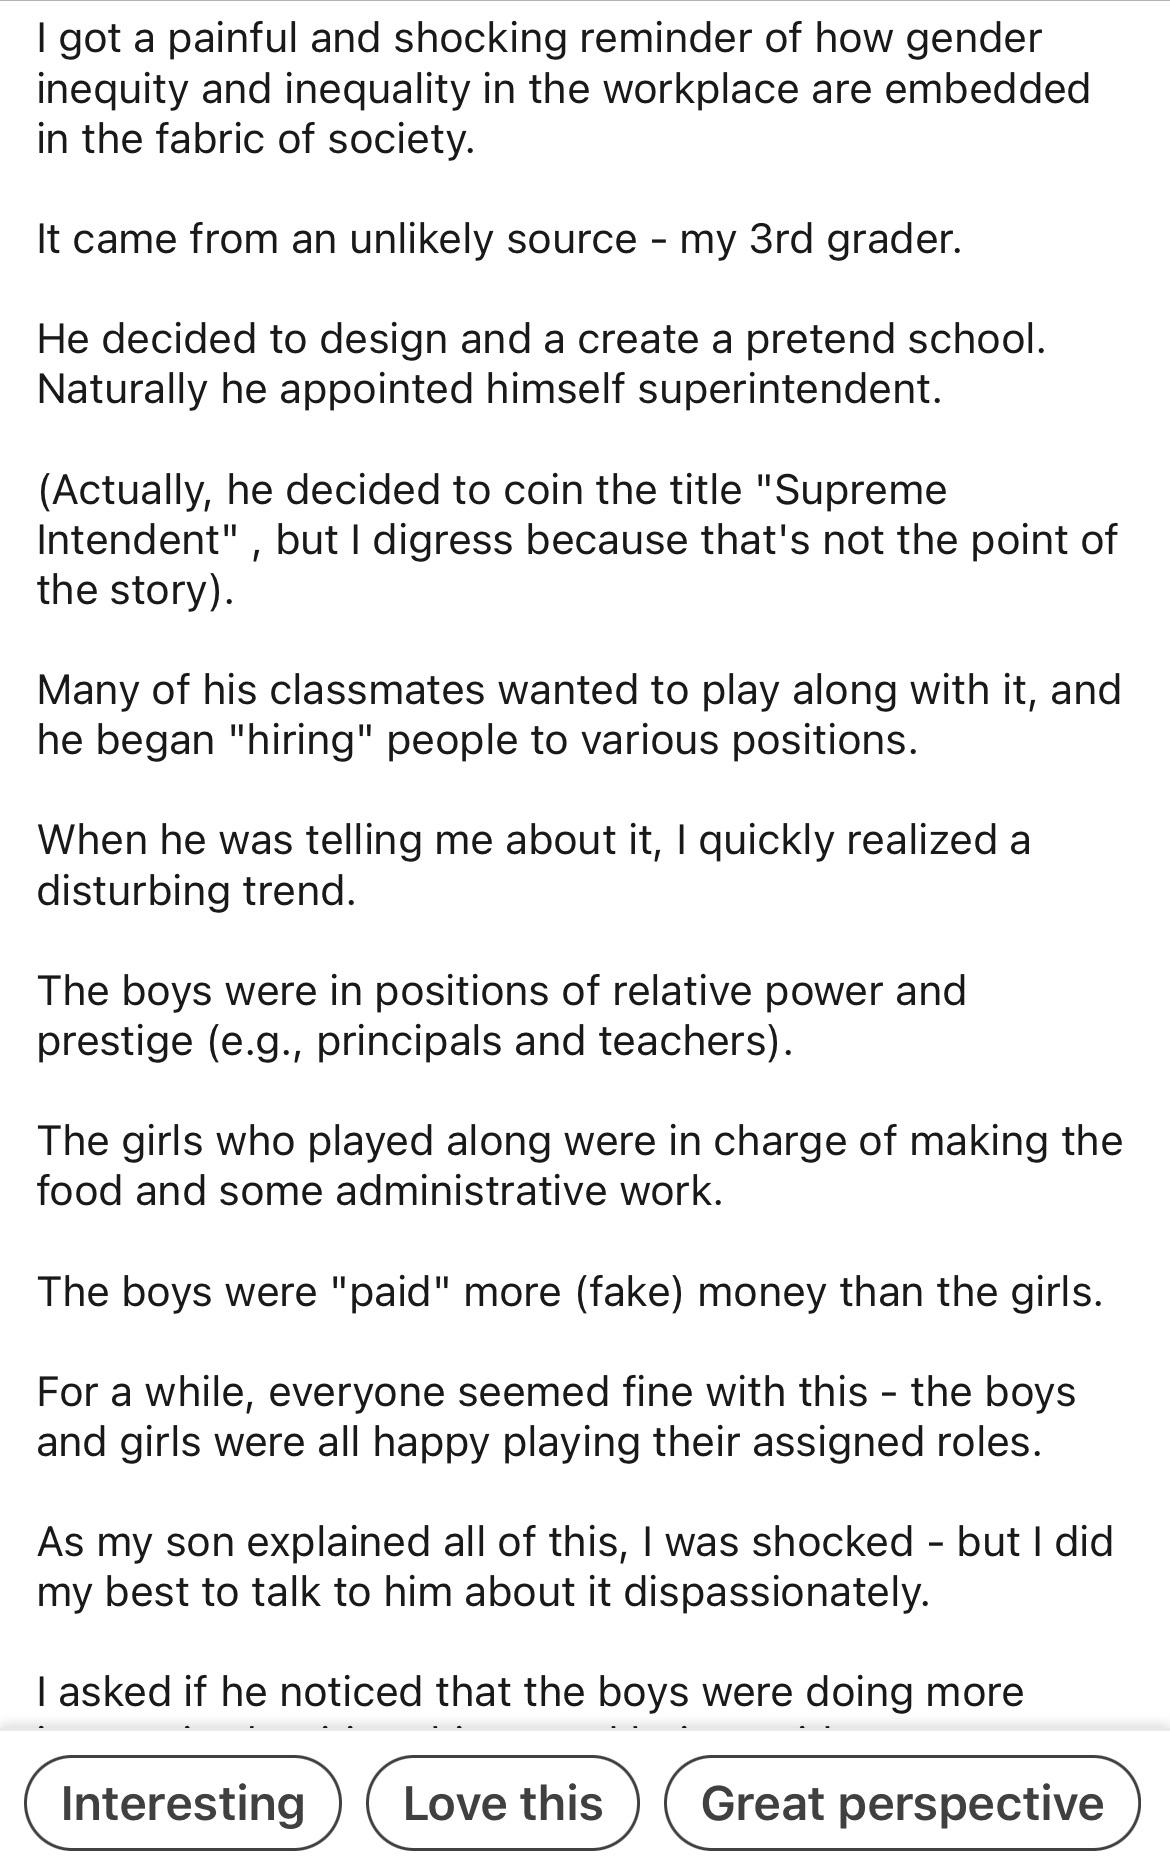 I got a painful and shocking reminder of how gender
inequity and inequality in the workplace are embedded
in the fabric of society.
It came from an unlikely source - my 3rd grader.
He decided to design and a create a pretend school.
Naturally he appointed himself superintendent.
(Actually, he decided to coin the title "Supreme
Intendent" , but I digress because that's not the point of
the story).
Many of his classmates wanted to play along with it, and
he began "hiring" people to various positions.
When he was telling me about it, I quickly realized a
disturbing trend.
The boys were in positions of relative power and
prestige (e.g., principals and teachers).
The girls who played along were in charge of making the
food and some administrative work.
The boys were "paid" more (fake) money than the girls.
For a while, everyone seemed fine with this - the boys
and girls were all happy playing their assigned roles.
As my son explained all of this, I was shocked - but I did
my best to talk to him about it dispassionately.
I asked if he noticed that the boys were doing more
Interesting
Love this
Great perspective